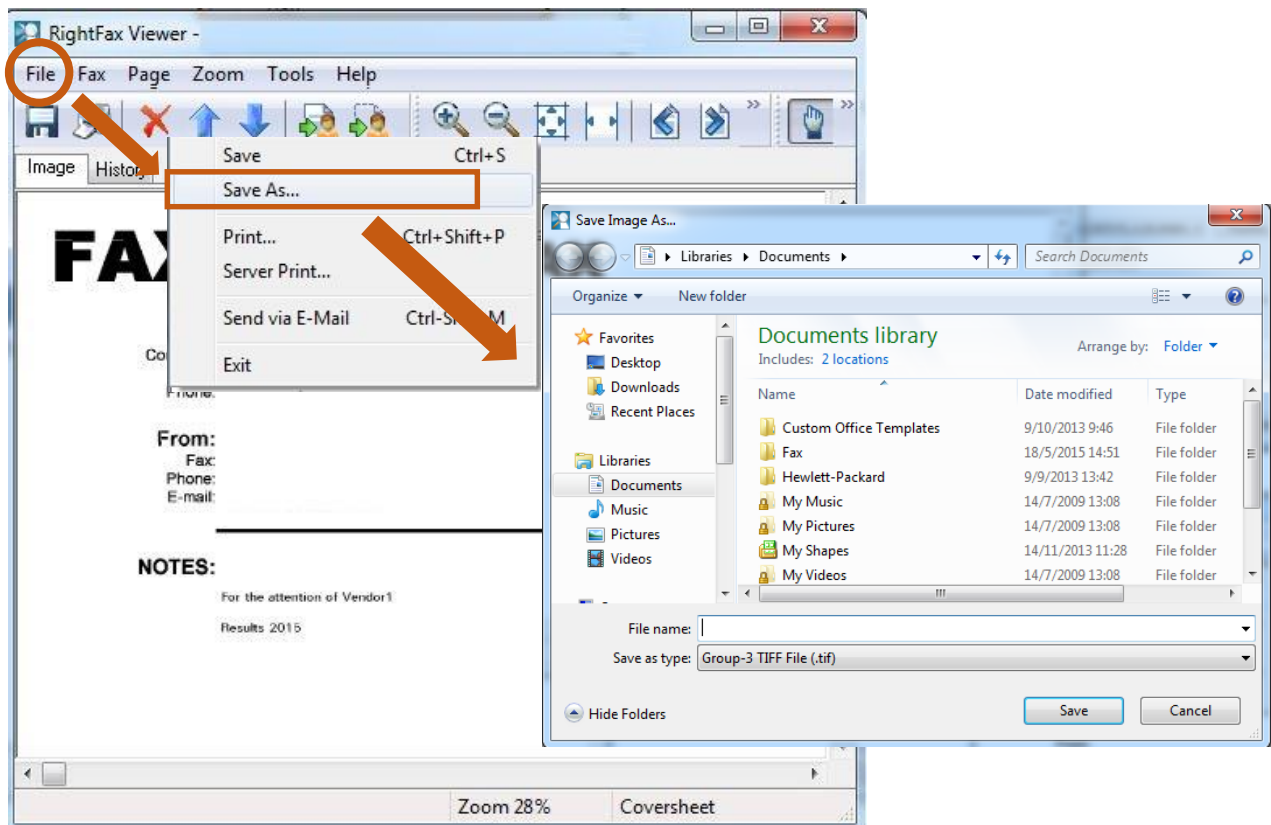 RightFax Viewer -
File Fax Page Zoom Tools Help
Image History
Save Ctrl+S
Save As...
Print... Ctrl+Shift+P
Server Print...
Send via E-Mail
Exit
FAX
Phone:
From:
Fax:
Phone:
E-mail:
NOTES:
For the attention of Vendor1
Results 2015
Zoom 28% Coversheet
Save Image As...
Libraries Documents Search Documents
Organize New folder
Favorites
Desktop
Downloads
Recent Places
Libraries
Documents
Music
Pictures
Videos
Documents library
Includes: 2 locations
Arrange by: Folder
Name Date modified Type
Custom Office Templates 9/10/2013 9:46 File folder
Fax 18/5/2015 14:51 File folder
Hewlett-Packard 9/9/2013 13:42 File folder
My Music 14/7/2009 13:08 File folder
My Pictures 14/7/2009 13:08 File folder
My Shapes 14/11/2013 11:28 File folder
My Videos 14/7/2009 13:08 File folder
File name:
Save as type: Group-3 TIFF File (.tif)
Hide Folders Save Cancel